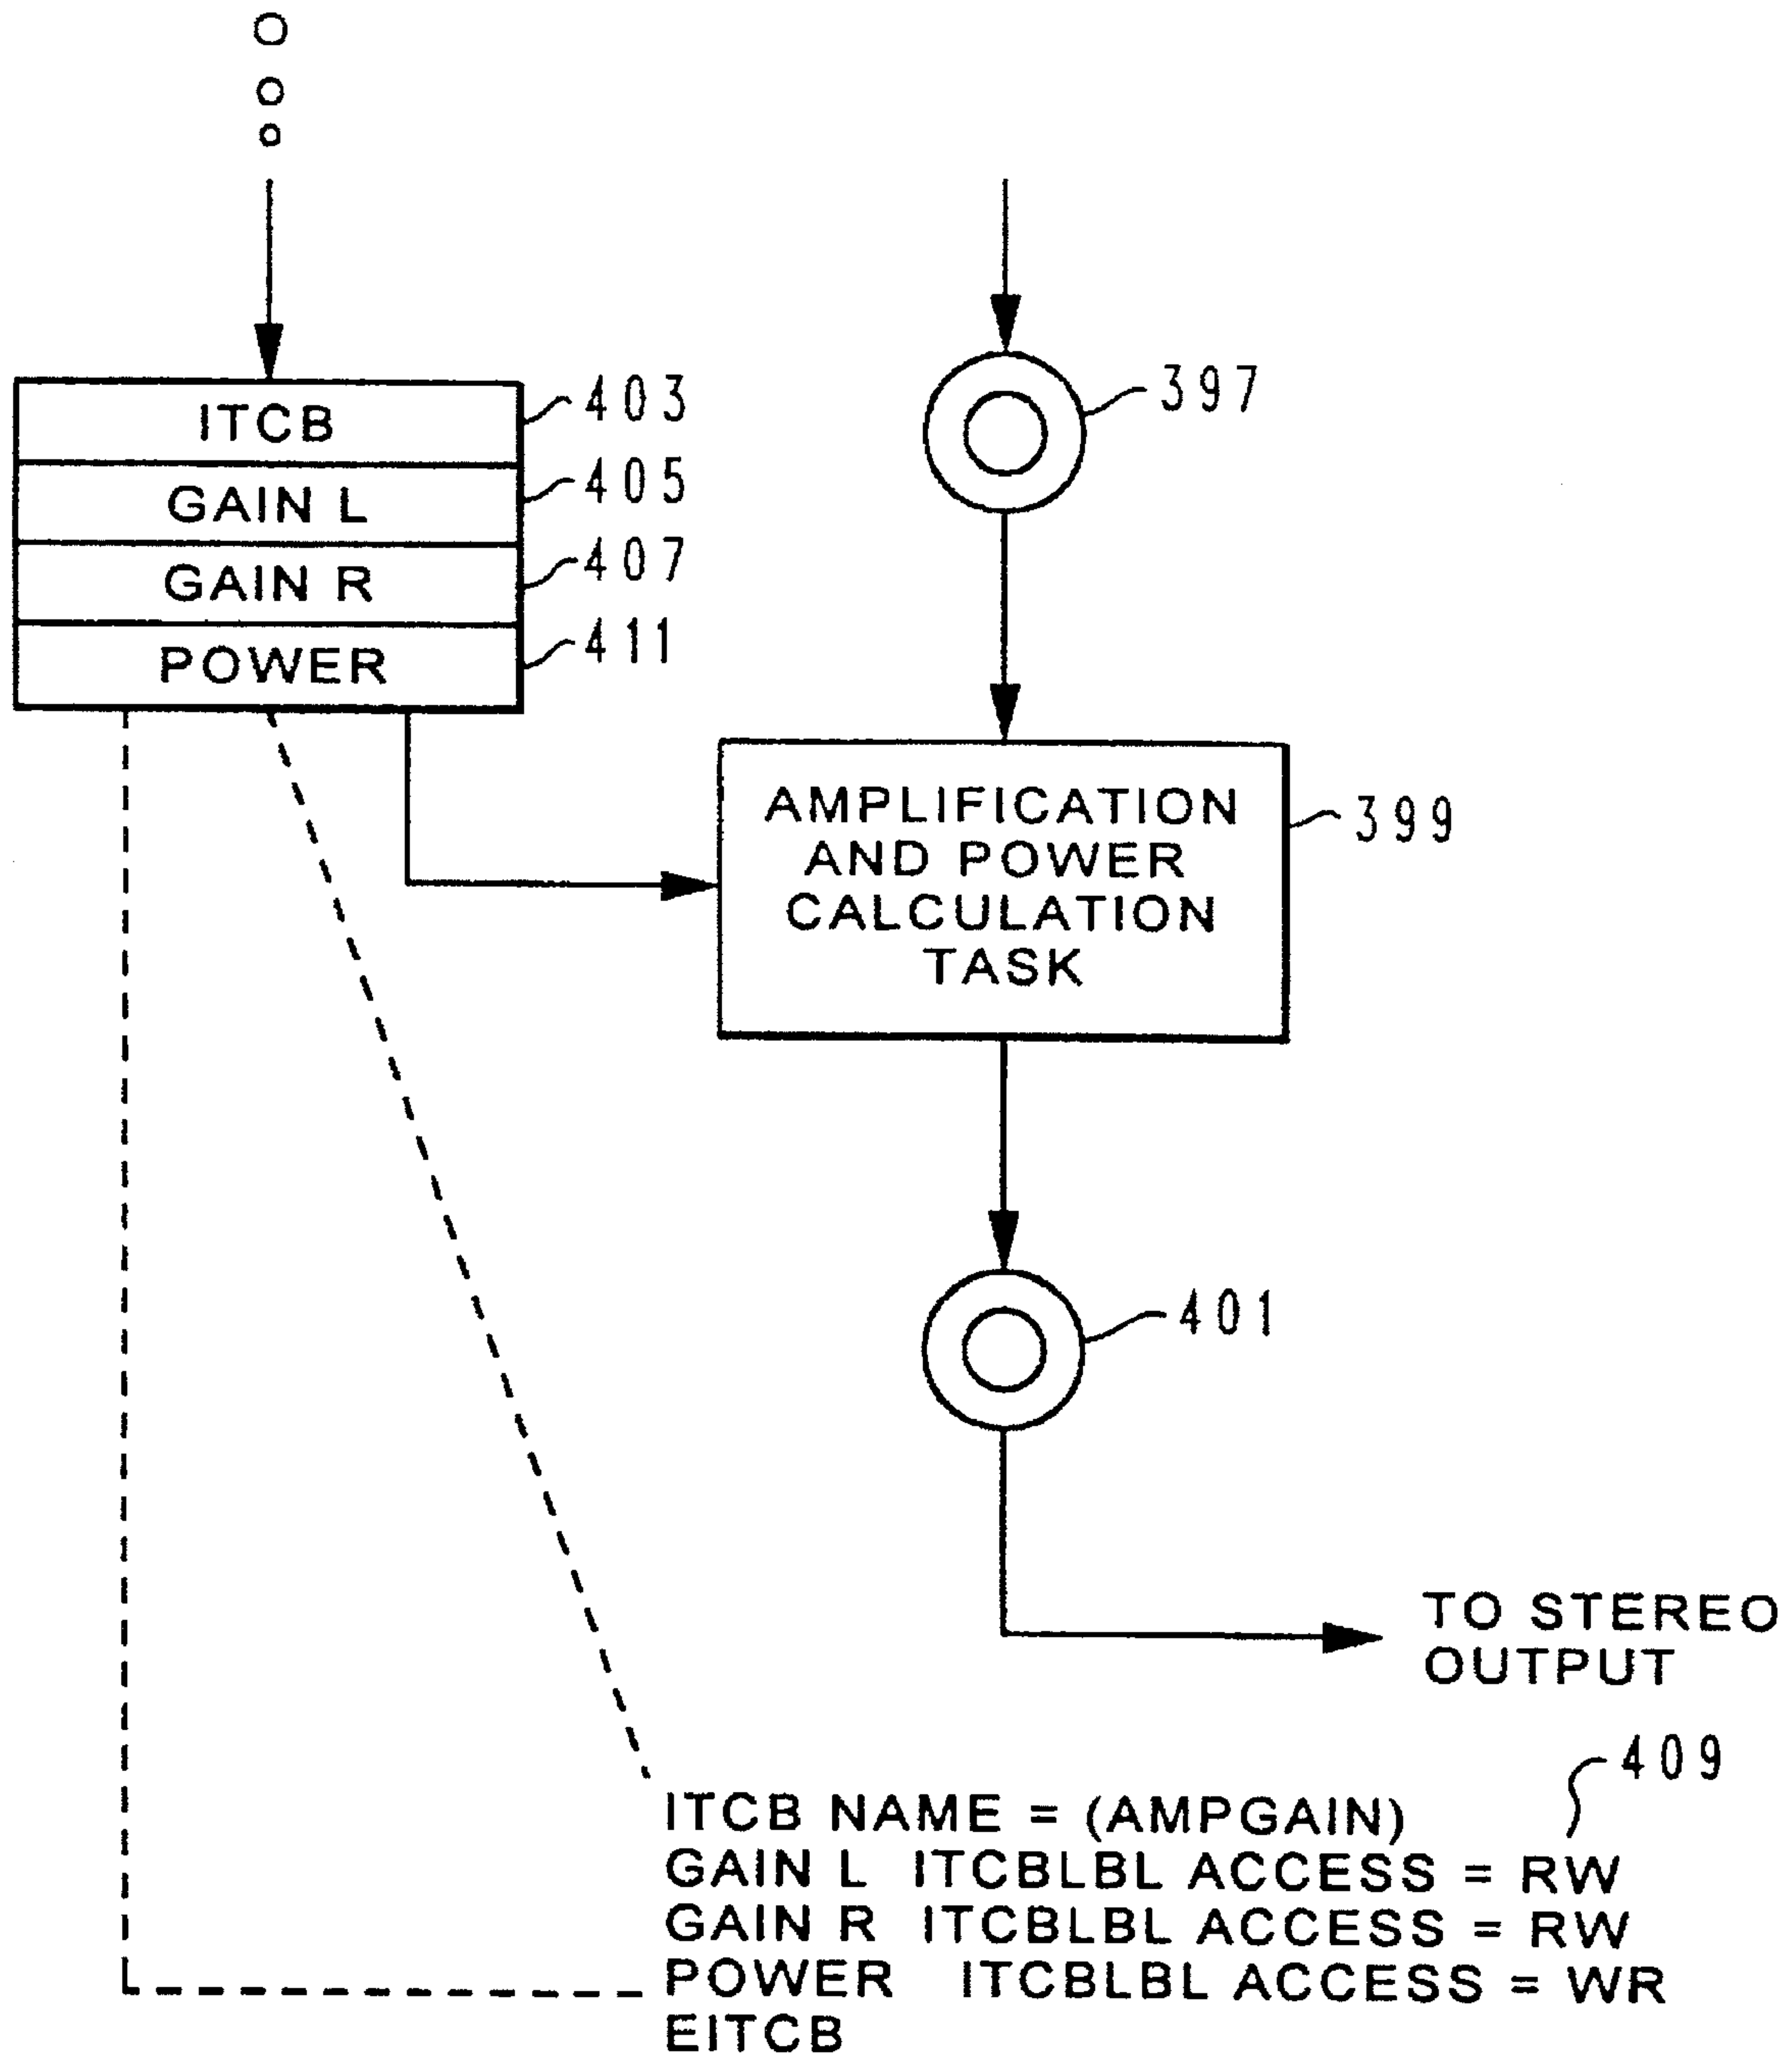 ITCB
403
GAIN L
405
GAIN R
407
POWER
411
397
AMPLIFICATION
AND POWER
CALCULATION
TASK
399
401
TO STEREO
OUTPUT
409
ITCB NAME = (AMPGAIN)
GAIN L ITCBLBL ACCESS = RW
GAIN R ITCBLBL ACCESS = RW
POWER ITCBLBL ACCESS = WR
EITCB